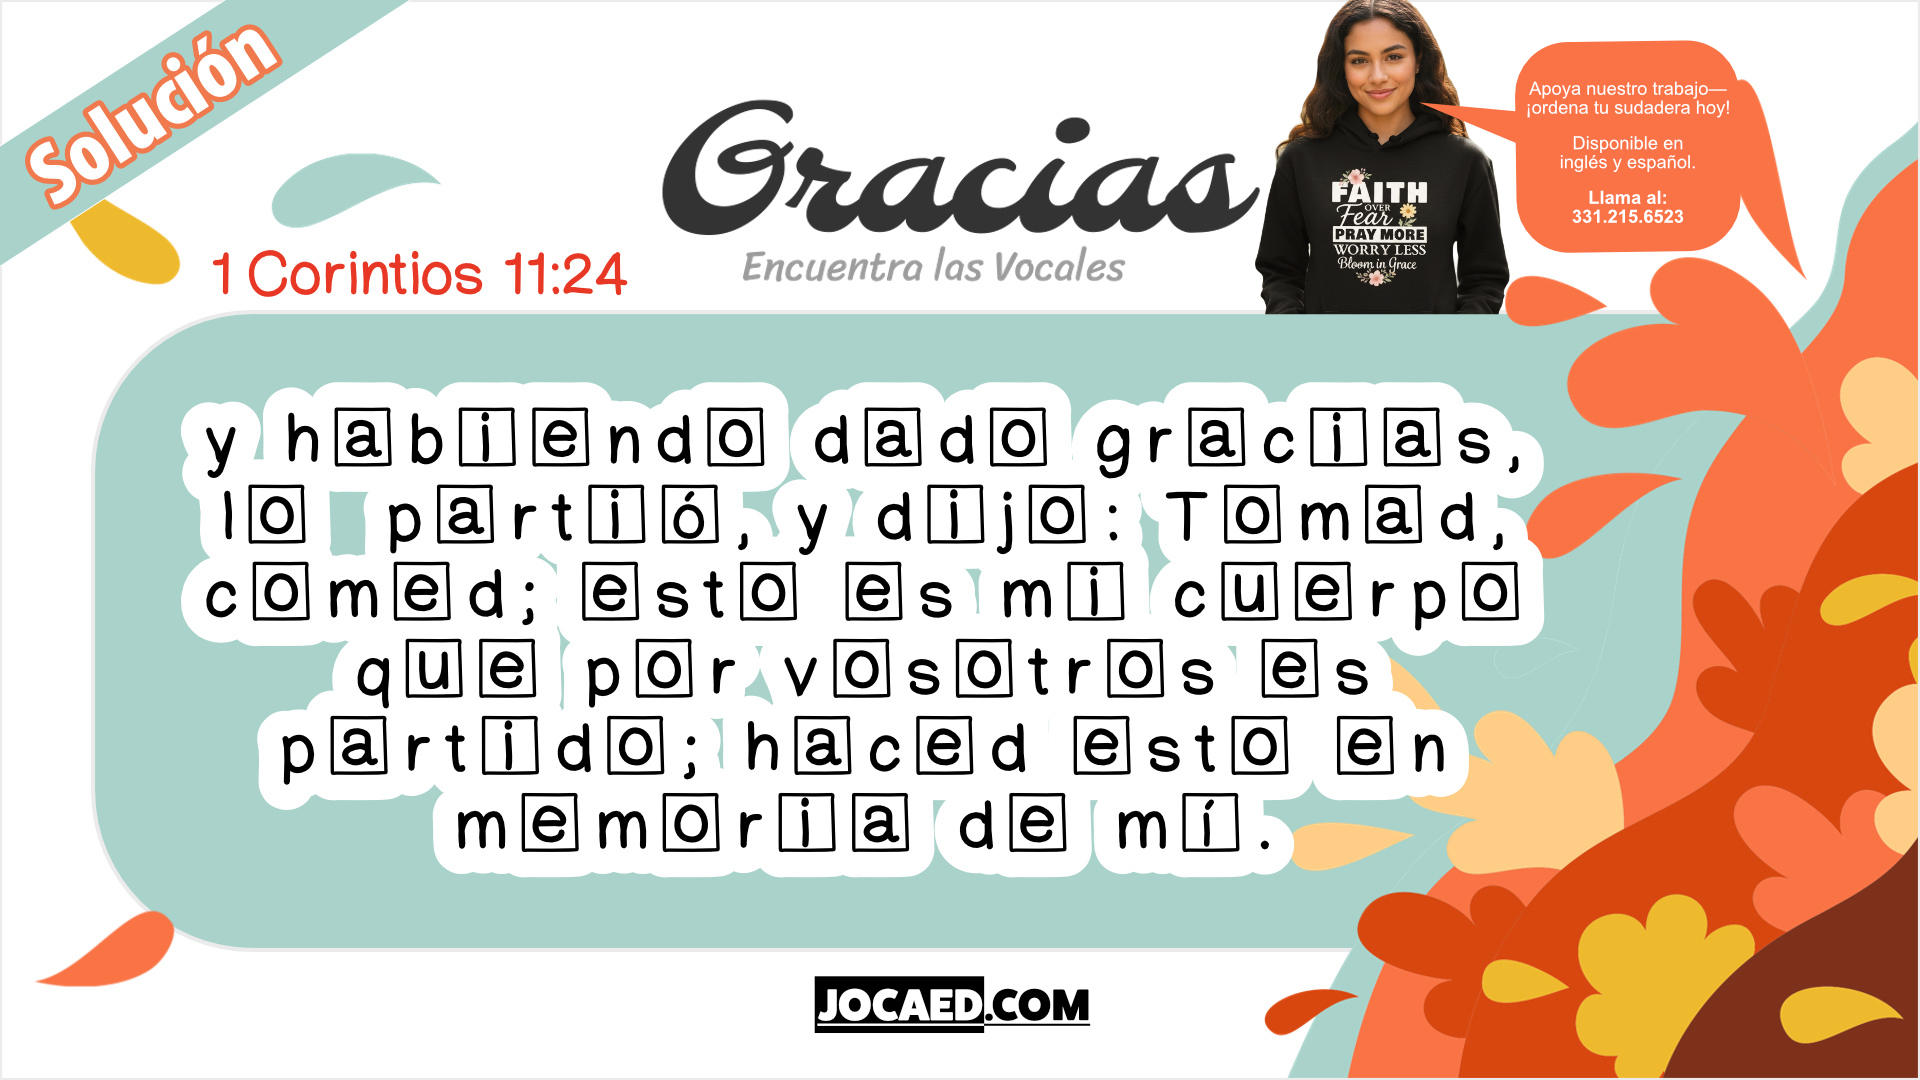 Solución
Gracias
Encuentra las Vocales
1 Corintios 11:24
Apoya nuestro trabajo—
¡ordena tu sudadera hoy!
Disponible en
inglés y español.
Llama al:
331.215.6523
FAITH
OVER
Fear
PRAY MORE
WORRY LESS
Bloom in Grace
y habiendo dado gracias,
lo partió, y dijo: Tomad,
comed; esto es mi cuerpo
que por vosotros es
partido; haced esto en
memoria de mí.
JOCAED.COM